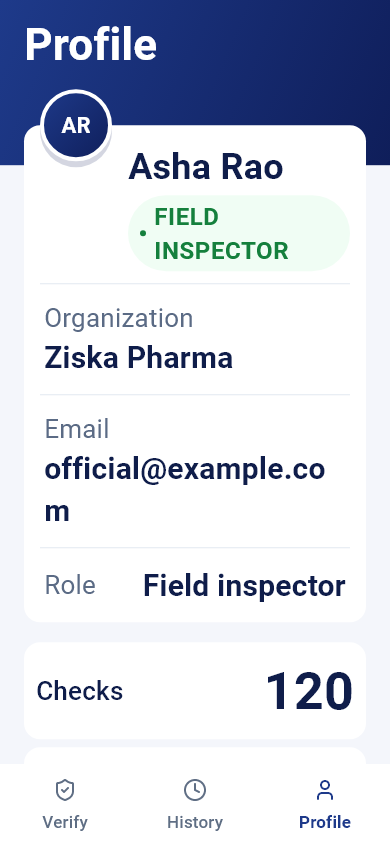 Profile
AR
Asha Rao
• FIELD
INSPECTOR
Organization
Ziska Pharma
Email
official@example.co
m
Role Field inspector
Checks 120
Verify History Profile